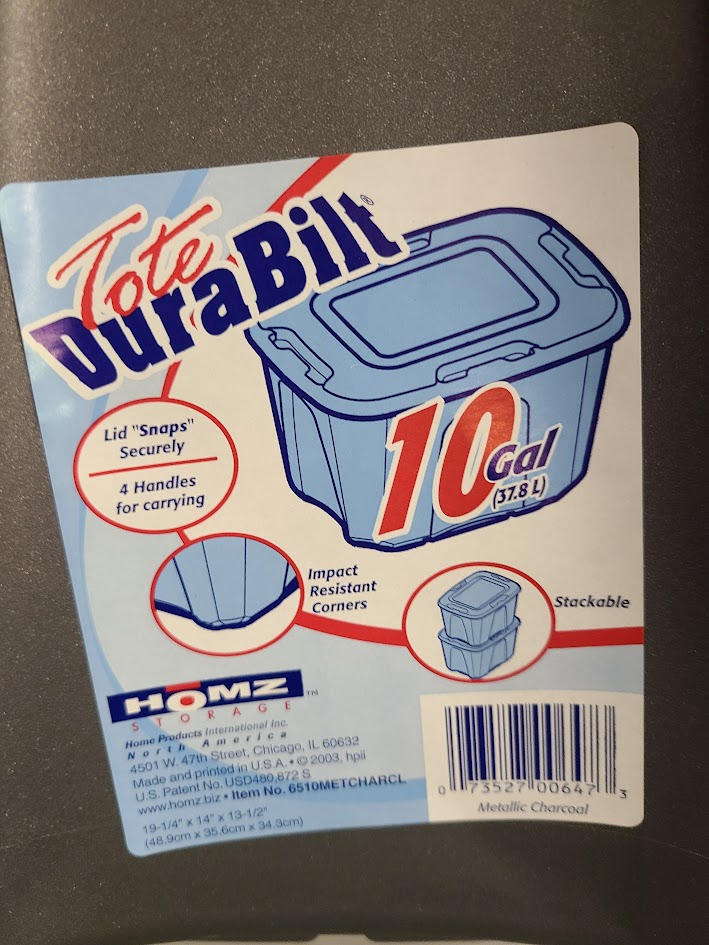 Tote
DuraBilt®
10 Gal
(37.8 L)
Lid "Snaps"
Securely
4 Handles
for carrying
Impact
Resistant
Corners
Stackable
HOMZ™
STORAGE
Home Products International Inc.
North America
4501 W. 47th Street, Chicago, IL 60632
Made and printed in U.S.A. • © 2003, hpii
U.S. Patent No. USD480,872 S
www.homz.biz • Item No. 6510METCHARCL
19-1/4" x 14" x 13-1/2"
(48.9cm x 35.6cm x 34.3cm)
0 73527 00647 3
Metallic Charcoal